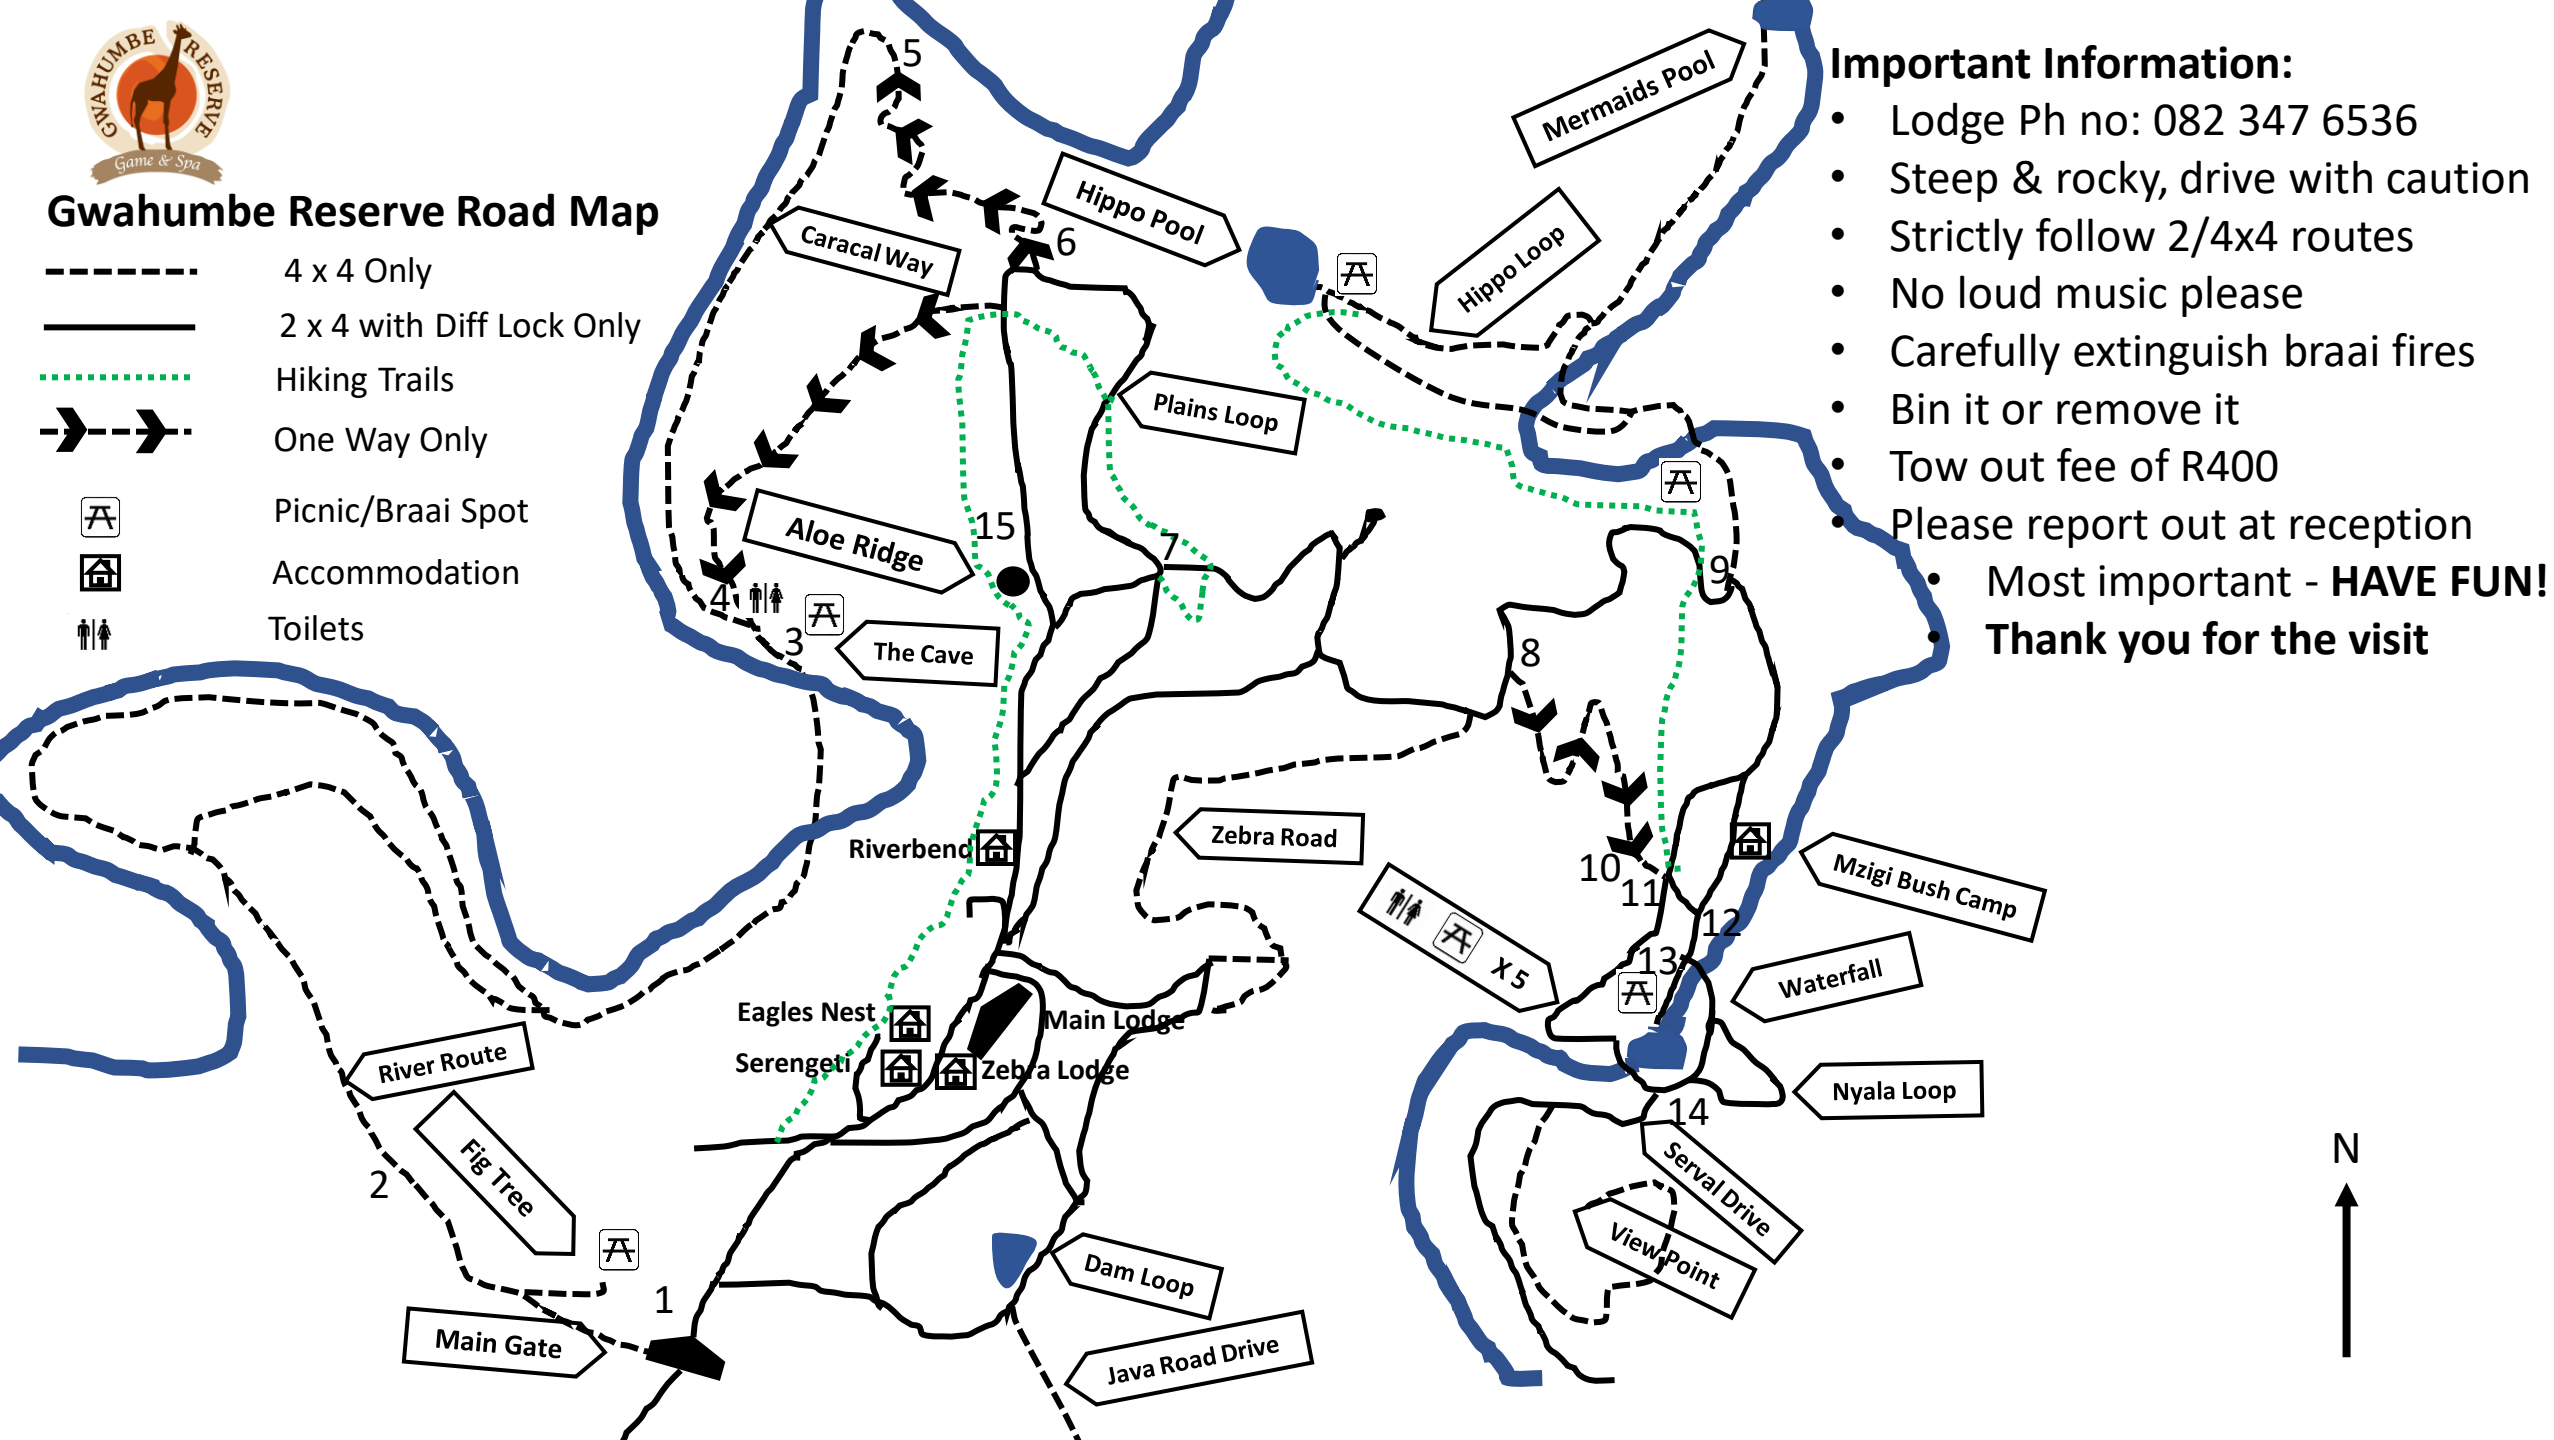 GWAHUMBE RESERVE
Game & Spa
Gwahumbe Reserve Road Map
4 x 4 Only
2 x 4 with Diff Lock Only
Hiking Trails
One Way Only
Picnic/Braai Spot
Accommodation
Toilets
Important Information:
• Lodge Ph no: 082 347 6536
• Steep & rocky, drive with caution
• Strictly follow 2/4x4 routes
• No loud music please
• Carefully extinguish braai fires
• Bin it or remove it
• Tow out fee of R400
• Please report out at reception
• Most important - HAVE FUN!
• Thank you for the visit
5
Mermaids Pool
Hippo Pool
6
Caracal Way
Hippo Loop
Plains Loop
15
Aloe Ridge
7
9
4
3
The Cave
8
Riverbend
Zebra Road
10
11
Mzigi Bush Camp
12
X 5
13
Waterfall
Eagles Nest
Main Lodge
Serengeti
Zebra Lodge
River Route
Nyala Loop
14
Fig Tree
2
Serval Drive
View Point
Dam Loop
1
Main Gate
Java Road Drive
N